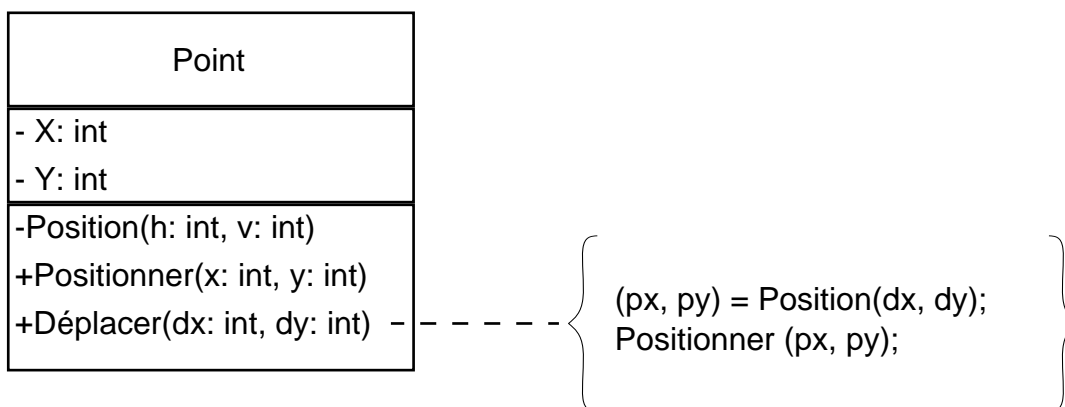 Point
- X: int
- Y: int
-Position(h: int, v: int)
+Positionner(x: int, y: int)
+Déplacer(dx: int, dy: int)
(px, py) = Position(dx, dy);
Positionner (px, py);